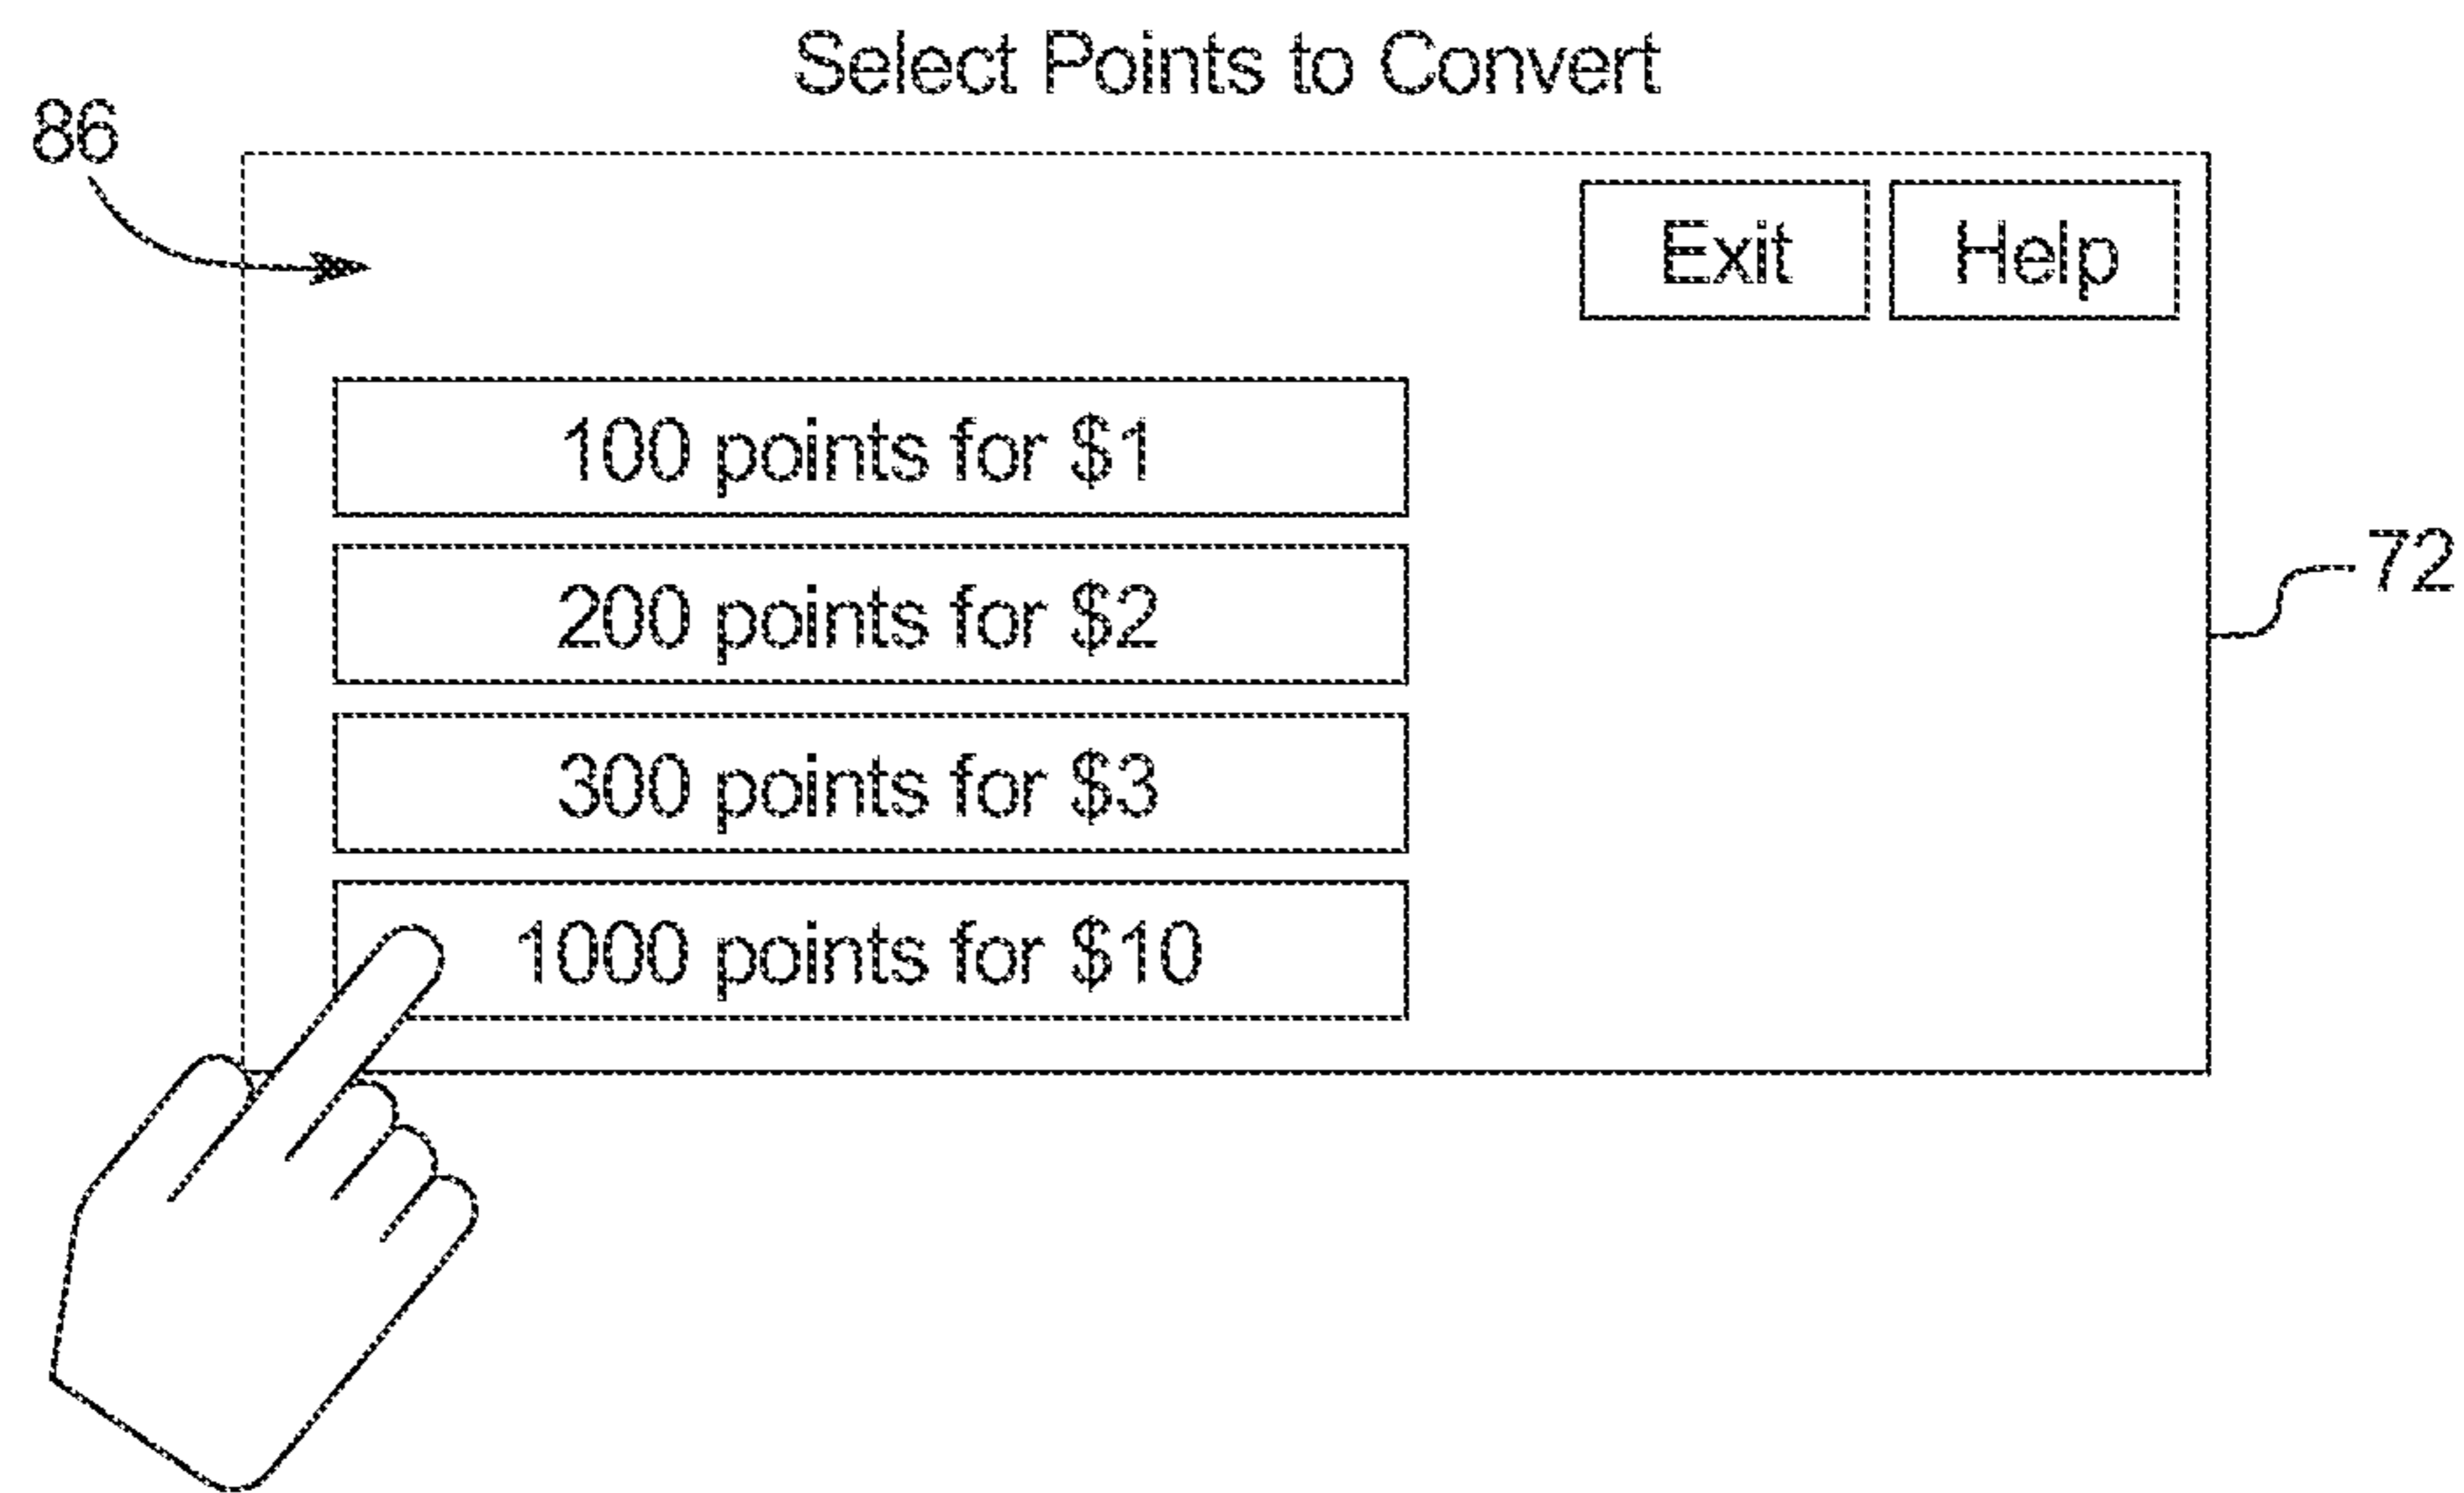 Select Points to Convert
86
Exit
Help
100 points for $1
200 points for $2
72
300 points for $3
1000 points for $10